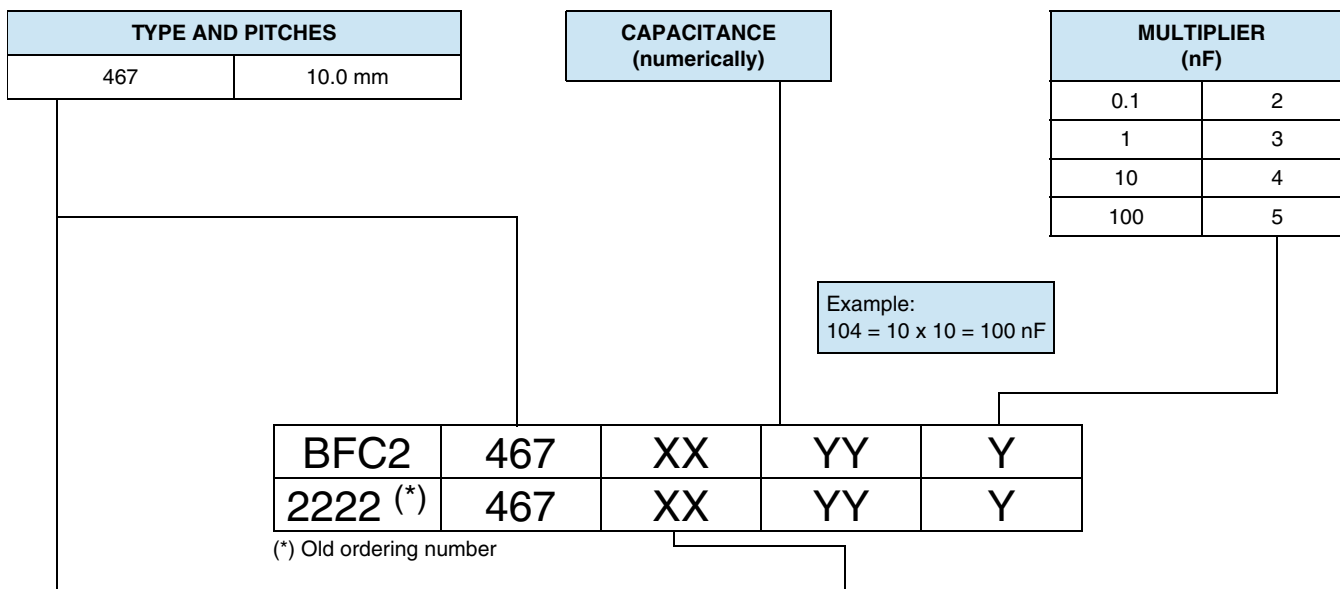 TYPE AND PITCHES
467 10.0 mm
CAPACITANCE
(numerically)
MULTIPLIER
(nF)
0.1 2
1 3
10 4
100 5
Example:
104 = 10 x 10 = 100 nF
BFC2 467 XX YY Y
2222 (*) 467 XX YY Y
(*) Old ordering number